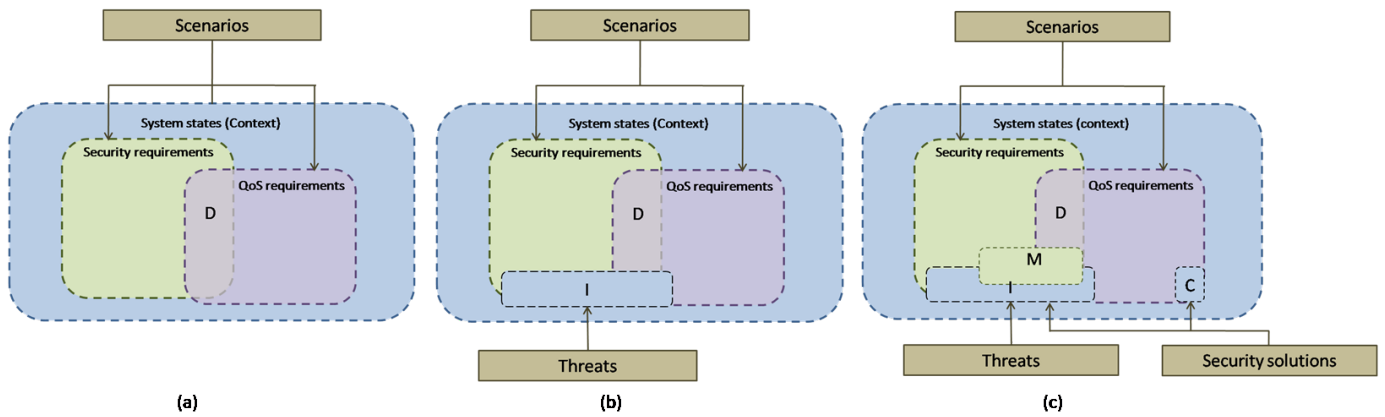 Scenarios
System states (Context)
Security requirements
QoS requirements
D
(a)
Scenarios
System states (Context)
Security requirements
QoS requirements
D
I
Threats
(b)
Scenarios
System states (context)
Security requirements
QoS requirements
D
M
I
C
Threats
Security solutions
(c)